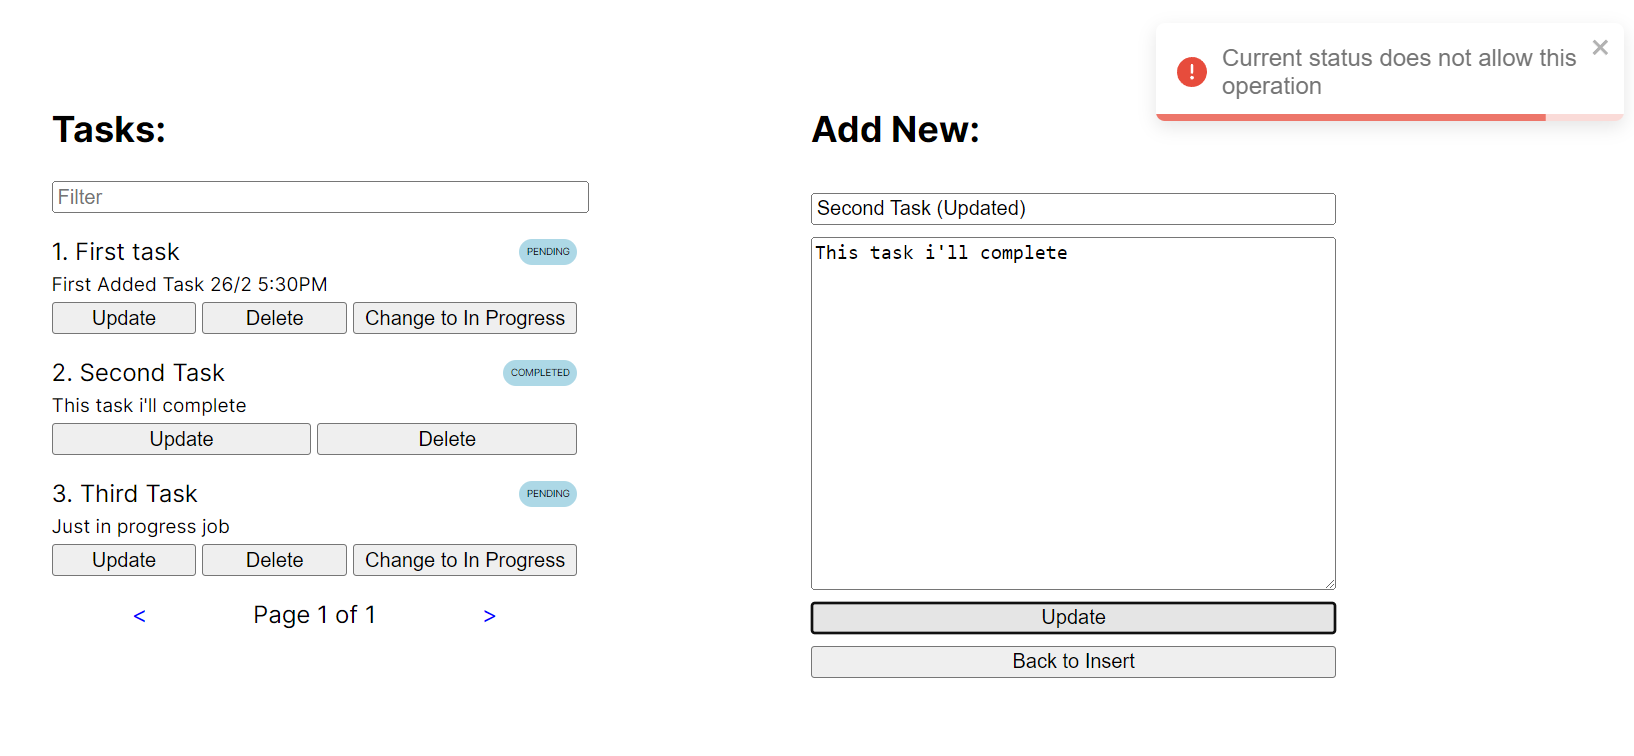 Current status does not allow this
operation
Tasks:
Filter
1. First task
PENDING
First Added Task 26/2 5:30PM
Update
Delete
Change to In Progress
2. Second Task
COMPLETED
This task i'll complete
Update
Delete
3. Third Task
PENDING
Just in progress job
Update
Delete
Change to In Progress
<
Page 1 of 1
>
Add New:
Second Task (Updated)
This task i'll complete
Update
Back to Insert